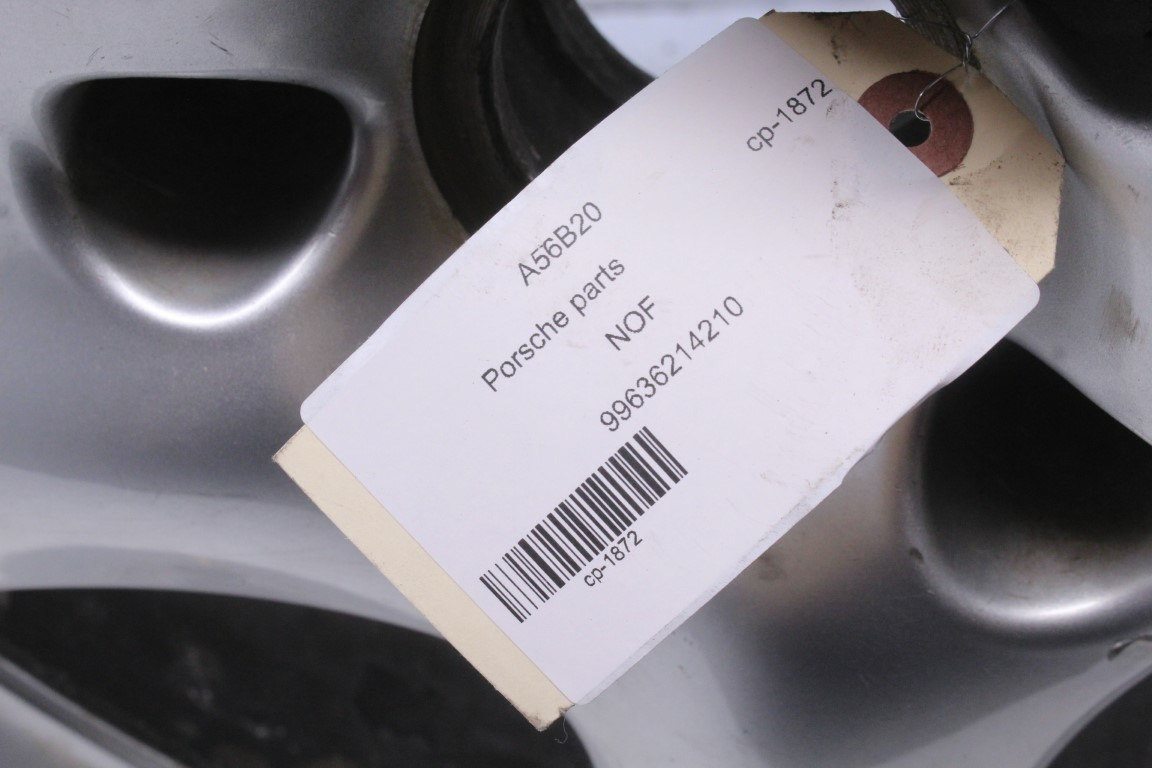 cp-1872
A56B20
Porsche parts
NOF
99636214210
cp-1872